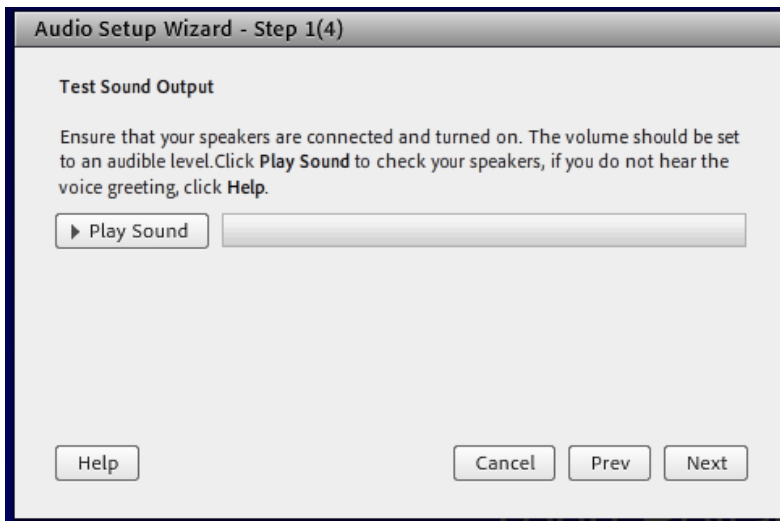 Audio Setup Wizard - Step 1(4)
Test Sound Output
Ensure that your speakers are connected and turned on. The volume should be set
to an audible level.Click Play Sound to check your speakers, if you do not hear the
voice greeting, click Help.
Play Sound
Help Cancel Prev Next